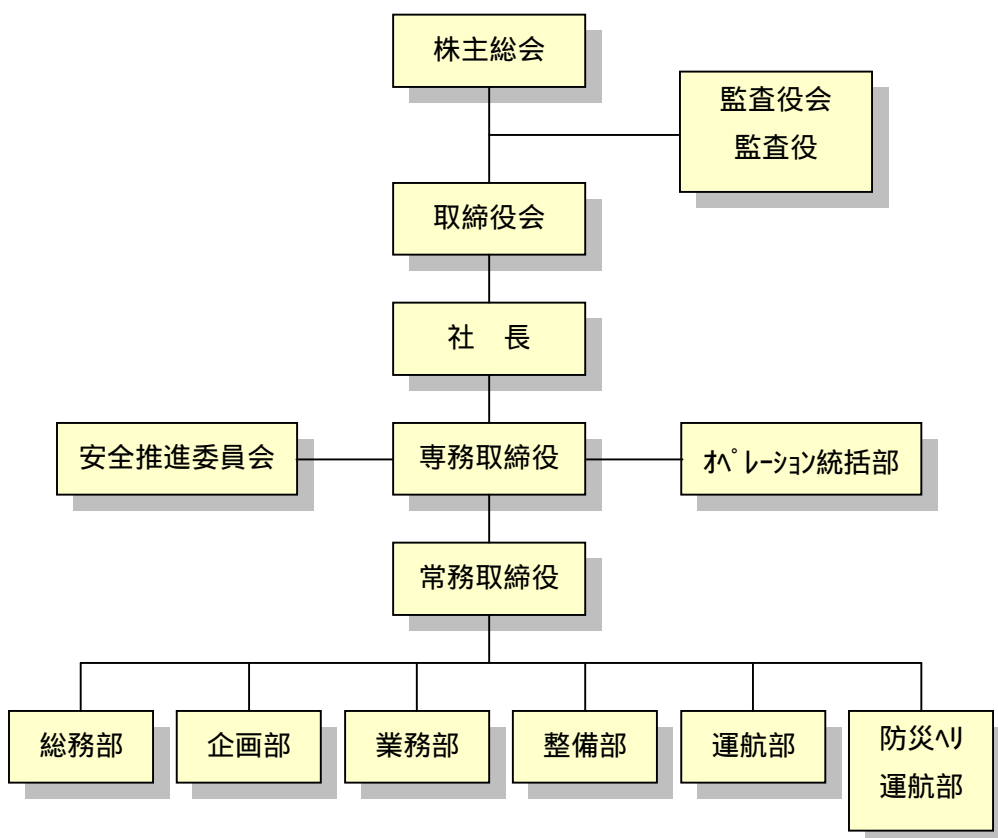 株主総会
監査役会
監査役
取締役会
社　長
安全推進委員会
専務取締役
ｵﾍﾟﾚｰｼｮﾝ統括部
常務取締役
総務部
企画部
業務部
整備部
運航部
防災ﾍﾘ
運航部